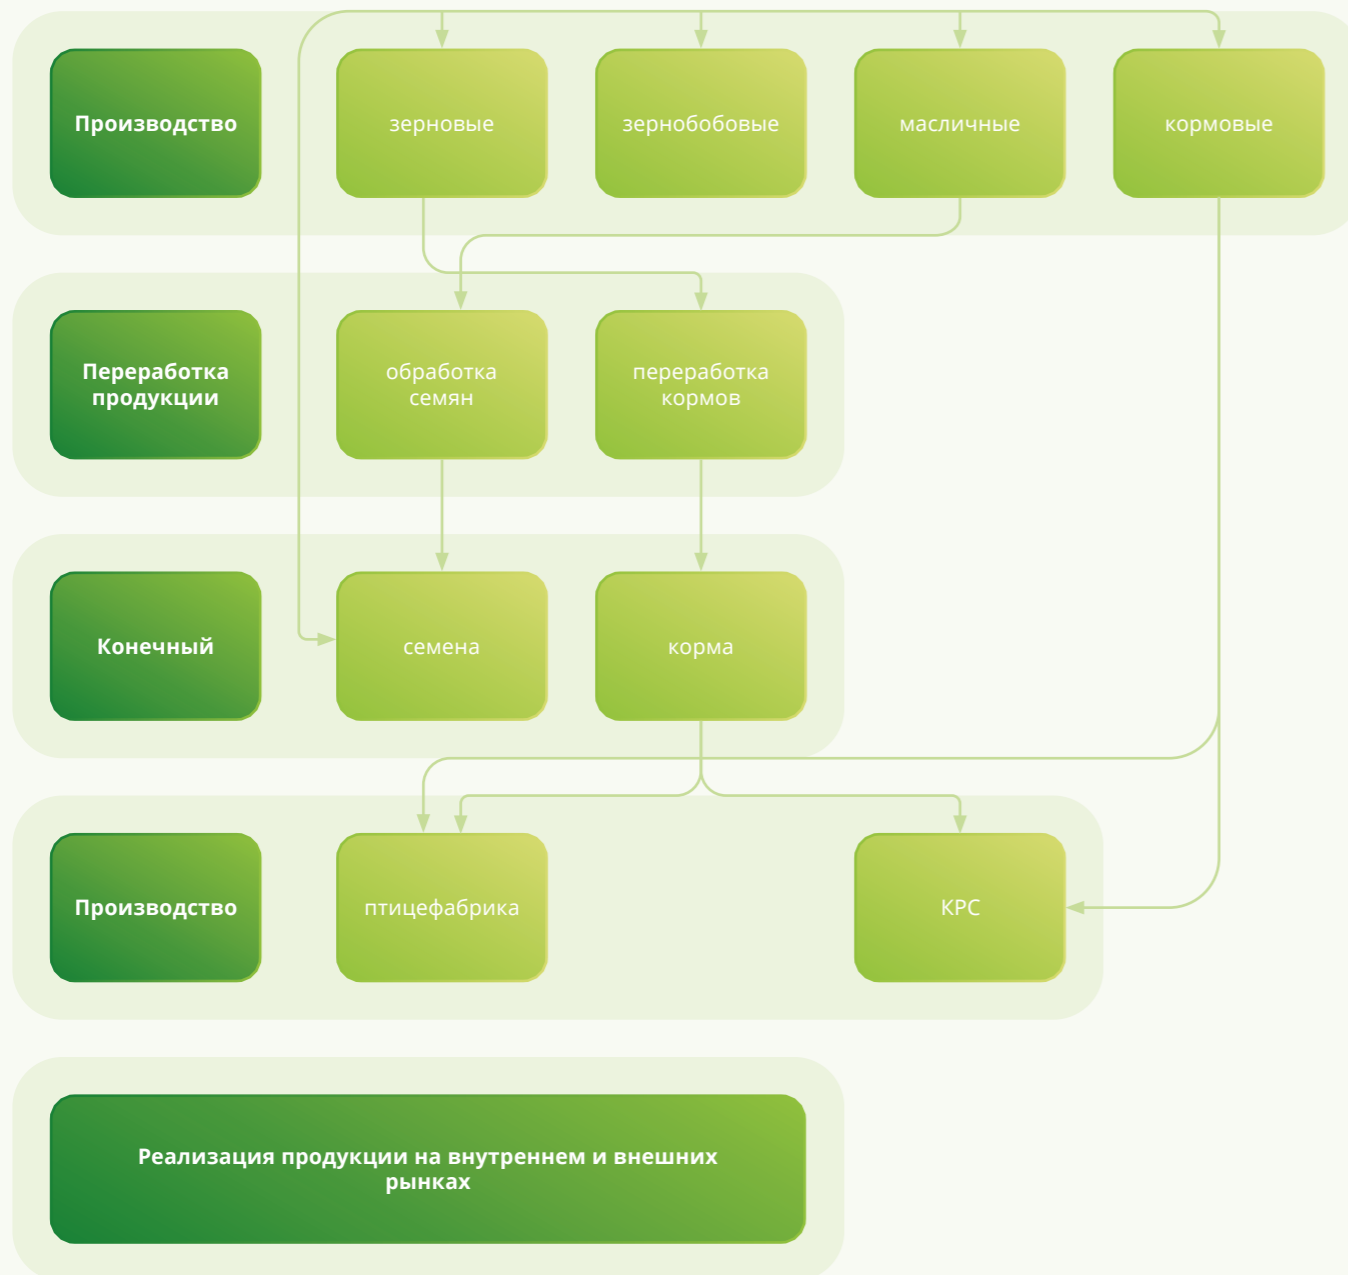 Производство
зерновые
зернобобовые
масличные
кормовые
Переработка
продукции
обработка
семян
переработка
кормов
Конечный
семена
корма
Производство
птицефабрика
КРС
Реализация продукции на внутреннем и внешних
рынках